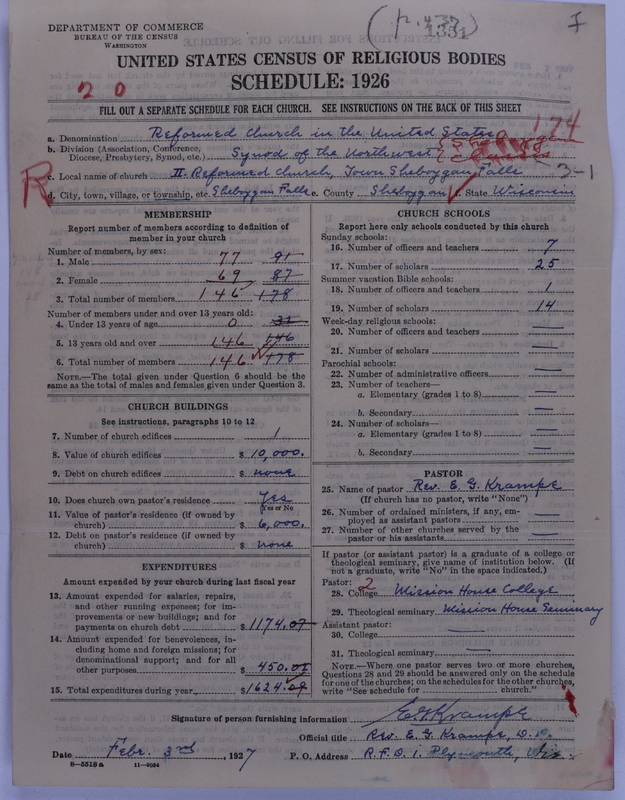 DEPARTMENT OF COMMERCE
BUREAU OF THE CENSUS
WASHINGTON
(p. 437
1331
UNITED STATES CENSUS OF RELIGIOUS BODIES
SCHEDULE: 1926
2 0
FILL OUT A SEPARATE SCHEDULE FOR EACH CHURCH. SEE INSTRUCTIONS ON THE BACK OF THIS SHEET
174
a. Denomination Reformed Church in the United States
b. Division (Association, Conference, Diocese, Presbytery, Synod, etc.) Synod of the Northwest
3-1
R
c. Local name of church II. Reformed Church, Town Sheboygan Falls
d. City, town, village, or township, etc. Sheboygan Falls e. County Sheboygan f. State Wisconsin
MEMBERSHIP
Report number of members according to definition of member in your church
Number of members, by sex:
1. Male 77 91
2. Female 69 87
3. Total number of members 146 178
Number of members under and over 13 years old:
4. Under 13 years of age 0 32
5. 13 years old and over 146 146
6. Total number of members 146 178
NOTE.—The total given under Question 6 should be the same as the total of males and females given under Question 3.
CHURCH BUILDINGS
See instructions, paragraphs 10 to 12
7. Number of church edifices 1
8. Value of church edifices $ 10,000.
9. Debt on church edifices $ none
10. Does church own pastor's residence Yes
Yes or No
11. Value of pastor's residence (if owned by church) $ 6,000.
12. Debt on pastor's residence (if owned by church) $ none
EXPENDITURES
Amount expended by your church during last fiscal year
13. Amount expended for salaries, repairs, and other running expenses; for improvements or new buildings; and for payments on church debt $ 1174.07
14. Amount expended for benevolences, including home and foreign missions; for denominational support; and for all other purposes $ 450.02
15. Total expenditures during year $ 1624.09
CHURCH SCHOOLS
Report here only schools conducted by this church
Sunday schools:
16. Number of officers and teachers 7
17. Number of scholars 25
Summer vacation Bible schools:
18. Number of officers and teachers 1
19. Number of scholars 14
Week-day religious schools:
20. Number of officers and teachers —
21. Number of scholars —
Parochial schools:
22. Number of administrative officers —
23. Number of teachers—
a. Elementary (grades 1 to 8) —
b. Secondary —
24. Number of scholars—
a. Elementary (grades 1 to 8) —
b. Secondary —
PASTOR
25. Name of pastor Rev. E. G. Krampe
(If church has no pastor, write "None")
26. Number of ordained ministers, if any, employed as assistant pastors —
27. Number of other churches served by the pastor or his assistants —
If pastor (or assistant pastor) is a graduate of a college or theological seminary, give name of institution below. (If not a graduate, write "No" in the space indicated.)
Pastor: 2
28. College Mission House College
29. Theological seminary Mission House Seminary
Assistant pastor:
30. College —
31. Theological seminary —
NOTE.—Where one pastor serves two or more churches, Questions 28 and 29 should be answered only on the schedule for one of the churches; on the schedules for the other churches, write "See schedule for church."
Signature of person furnishing information E. G. Krampe
Official title Rev. E. G. Krampe, D.D.
Date Febr. 3rd, 1927 P. O. Address R.F.D. 1. Plymouth, Wis.
8—5518 a 11—9034